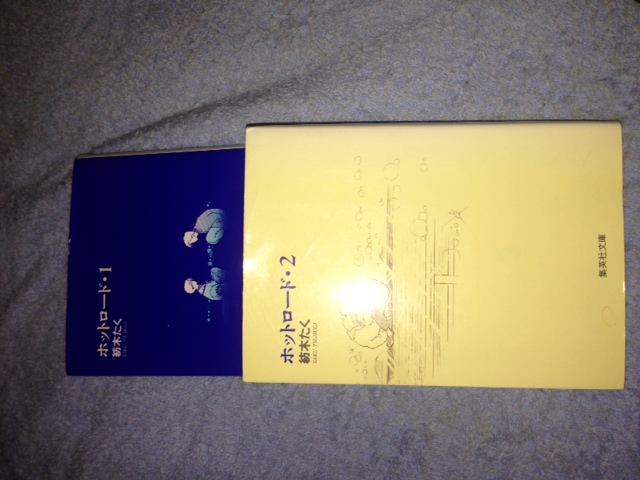 ホットロード・1
紡木たく
ホットロード・2
紡木たく
TAKU TSUMUGI
集英社文庫